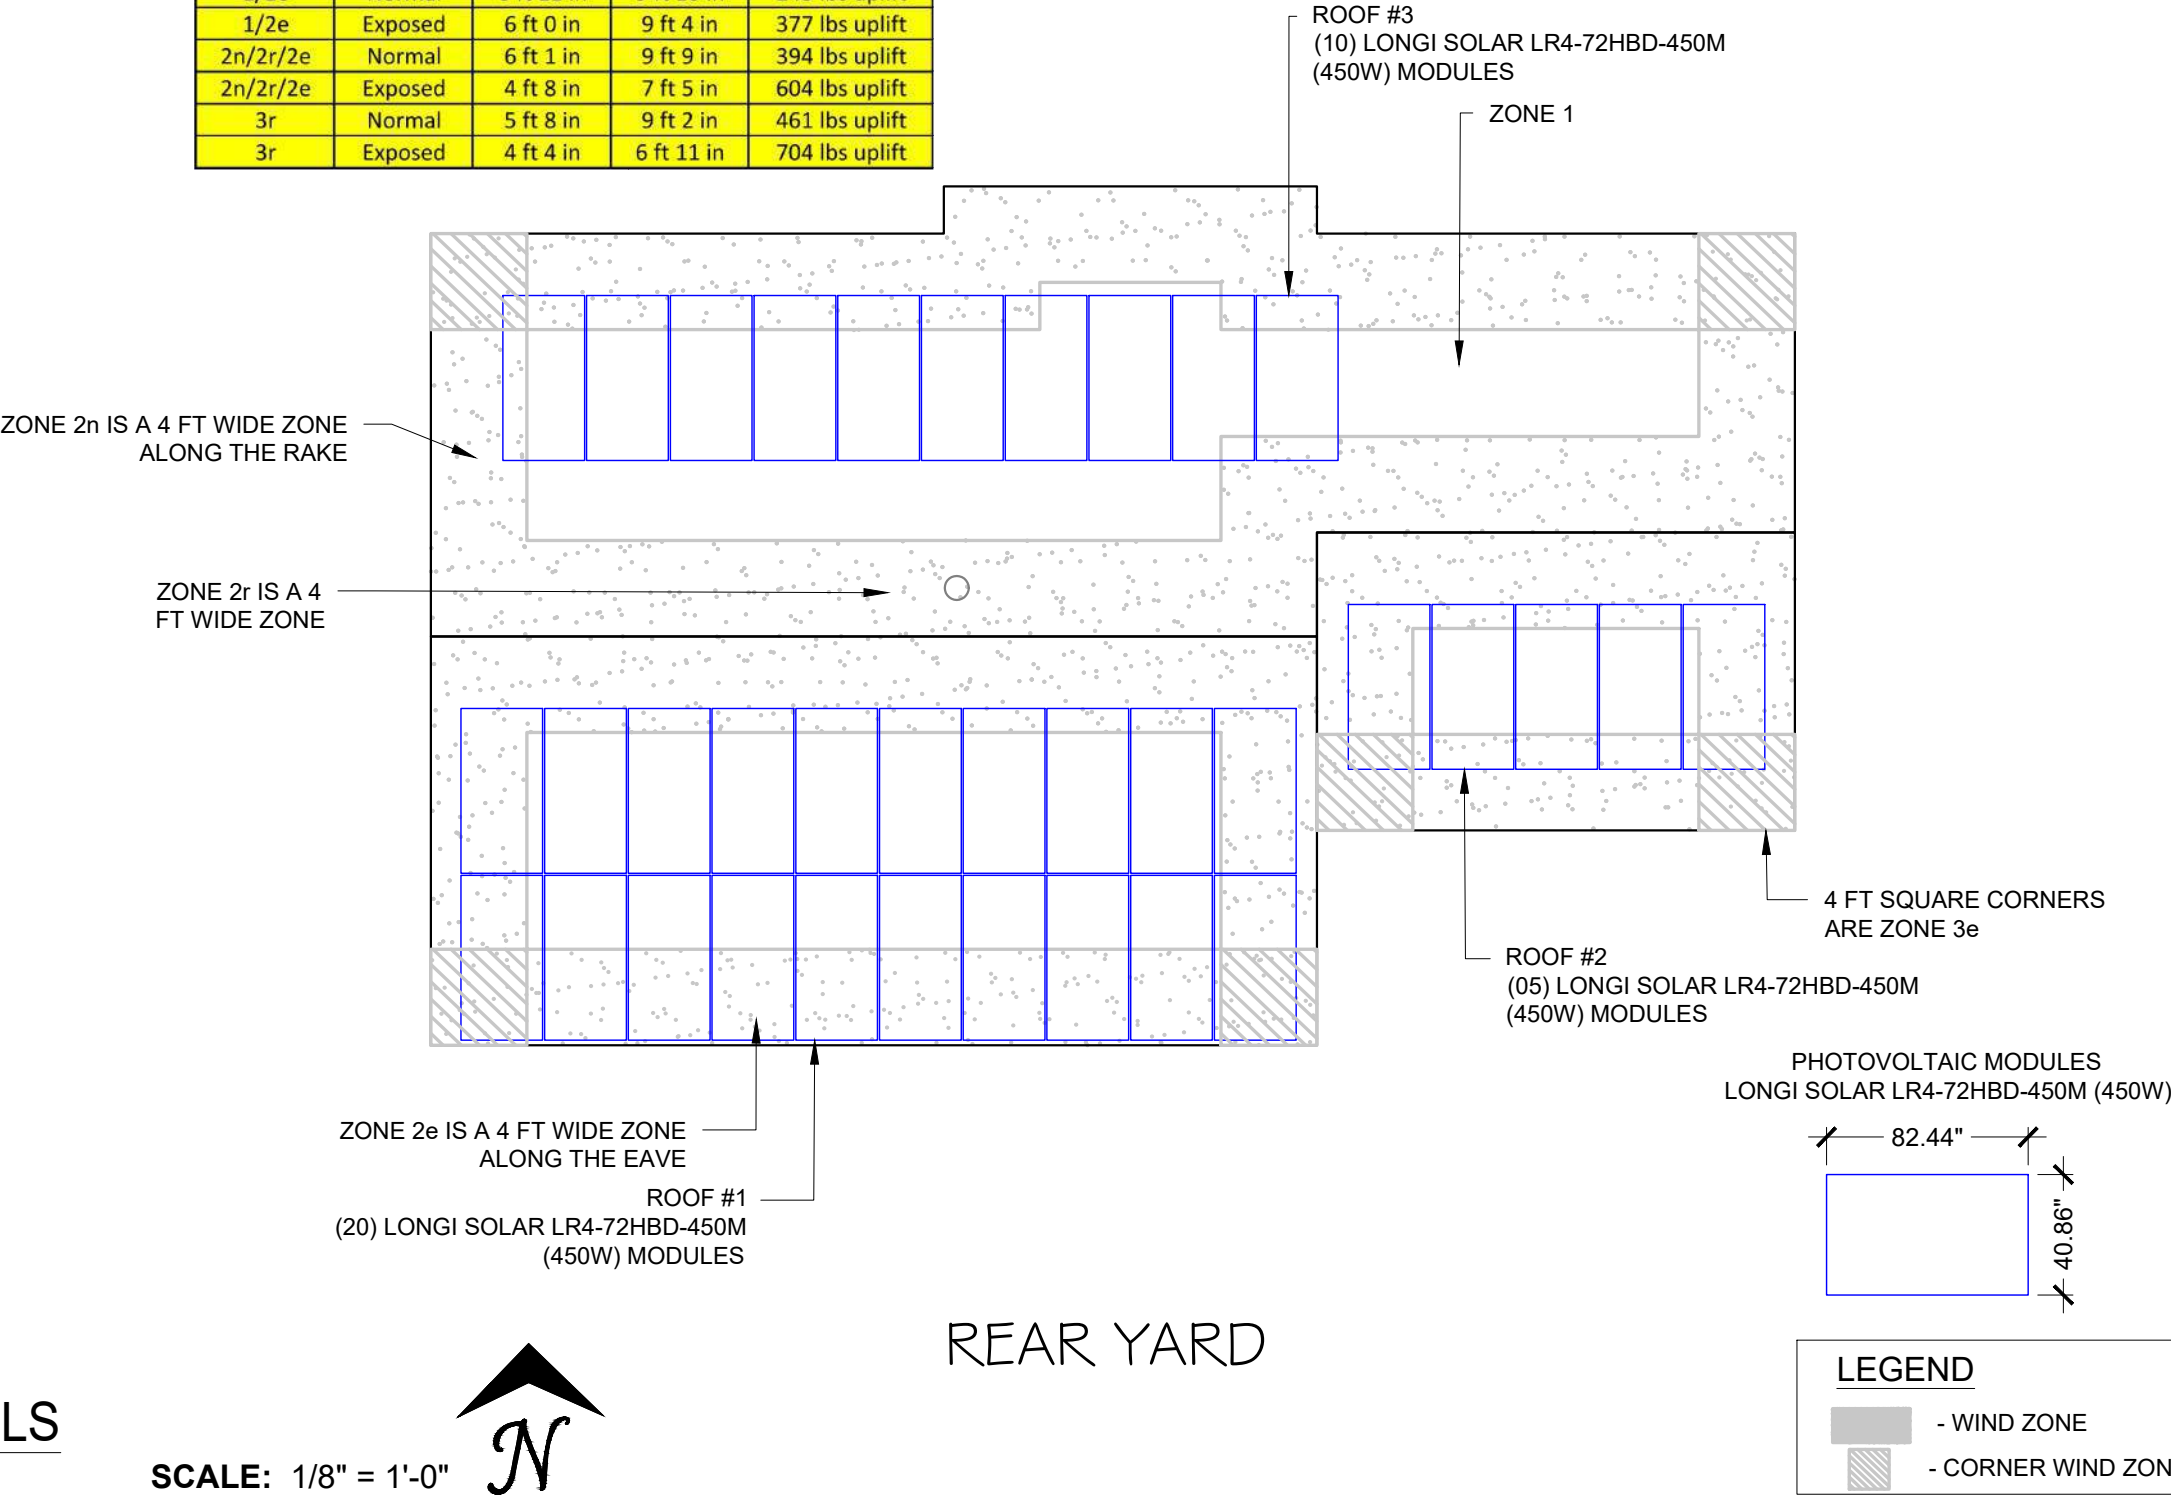 1/2e Exposed 6 ft 0 in 9 ft 4 in 377 lbs uplift
2n/2r/2e Normal 6 ft 1 in 9 ft 9 in 394 lbs uplift
2n/2r/2e Exposed 4 ft 8 in 7 ft 5 in 604 lbs uplift
3r Normal 5 ft 8 in 9 ft 2 in 461 lbs uplift
3r Exposed 4 ft 4 in 6 ft 11 in 704 lbs uplift
ROOF #3
(10) LONGI SOLAR LR4-72HBD-450M
(450W) MODULES
ZONE 1
ZONE 2n IS A 4 FT WIDE ZONE
ALONG THE RAKE
ZONE 2r IS A 4
FT WIDE ZONE
4 FT SQUARE CORNERS
ARE ZONE 3e
ROOF #2
(05) LONGI SOLAR LR4-72HBD-450M
(450W) MODULES
PHOTOVOLTAIC MODULES
LONGI SOLAR LR4-72HBD-450M (450W)
82.44"
40.86"
ZONE 2e IS A 4 FT WIDE ZONE
ALONG THE EAVE
ROOF #1
(20) LONGI SOLAR LR4-72HBD-450M
(450W) MODULES
REAR YARD
LEGEND
- WIND ZONE
- CORNER WIND ZON
LS
SCALE: 1/8" = 1'-0"
N